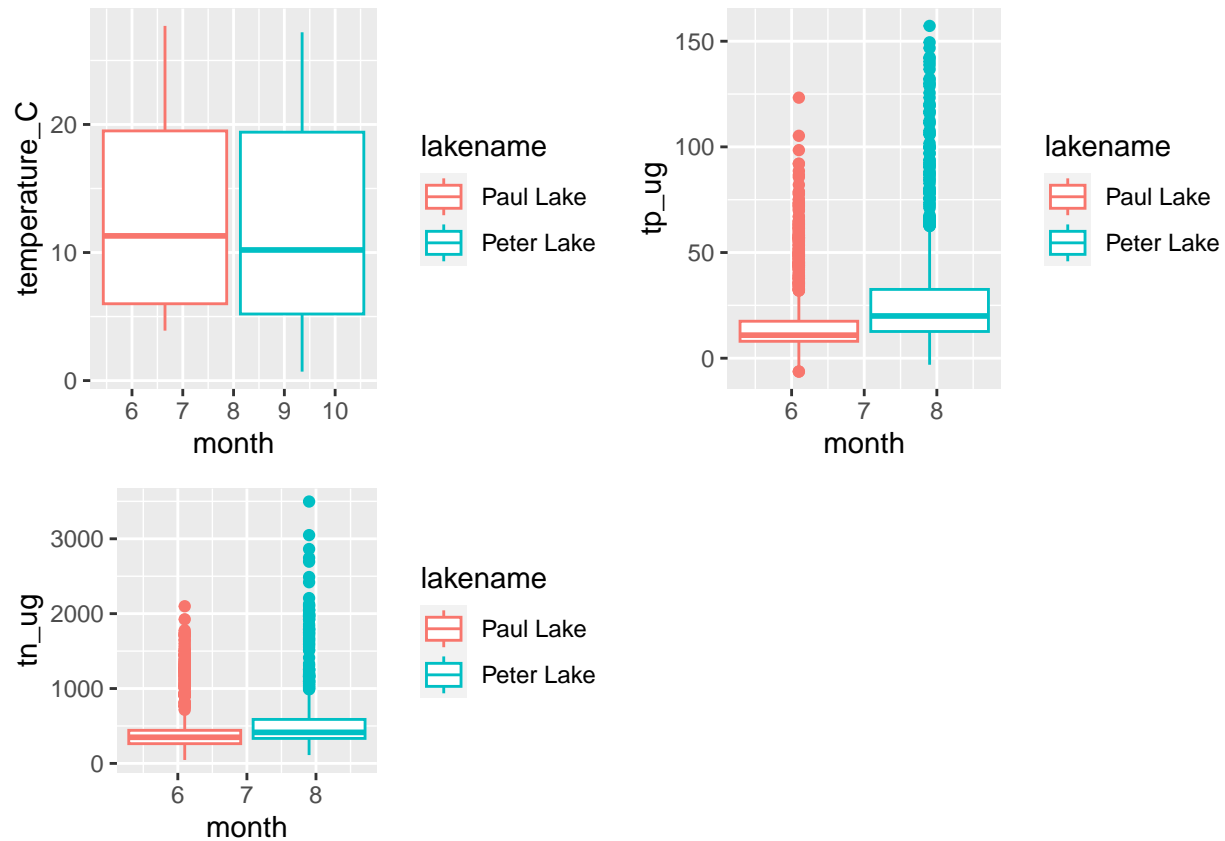 temperature_C
20
10
0
6 7 8 9 10
month
lakename
Paul Lake
Peter Lake
tp_ug
150
100
50
0
6 7 8
month
lakename
Paul Lake
Peter Lake
tn_ug
3000
2000
1000
0
6 7 8
month
lakename
Paul Lake
Peter Lake